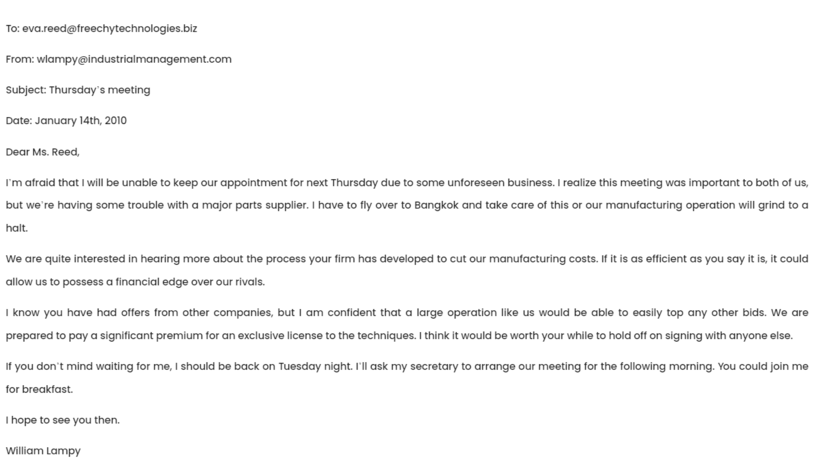 To: eva.reed@freechytechnologies.biz
From: wlampy@industrialmanagement.com
Subject: Thursday´s meeting
Date: January 14th, 2010
Dear Ms. Reed,
I´m afraid that I will be unable to keep our appointment for next Thursday due to some unforeseen business. I realize this meeting was important to both of us,
but we´re having some trouble with a major parts supplier. I have to fly over to Bangkok and take care of this or our manufacturing operation will grind to a
halt.
We are quite interested in hearing more about the process your firm has developed to cut our manufacturing costs. If it is as efficient as you say it is, it could
allow us to possess a financial edge over our rivals.
I know you have had offers from other companies, but I am confident that a large operation like us would be able to easily top any other bids. We are
prepared to pay a significant premium for an exclusive license to the techniques. I think it would be worth your while to hold off on signing with anyone else.
If you don´t mind waiting for me, I should be back on Tuesday night. I´ll ask my secretary to arrange our meeting for the following morning. You could join me
for breakfast.
I hope to see you then.
William Lampy